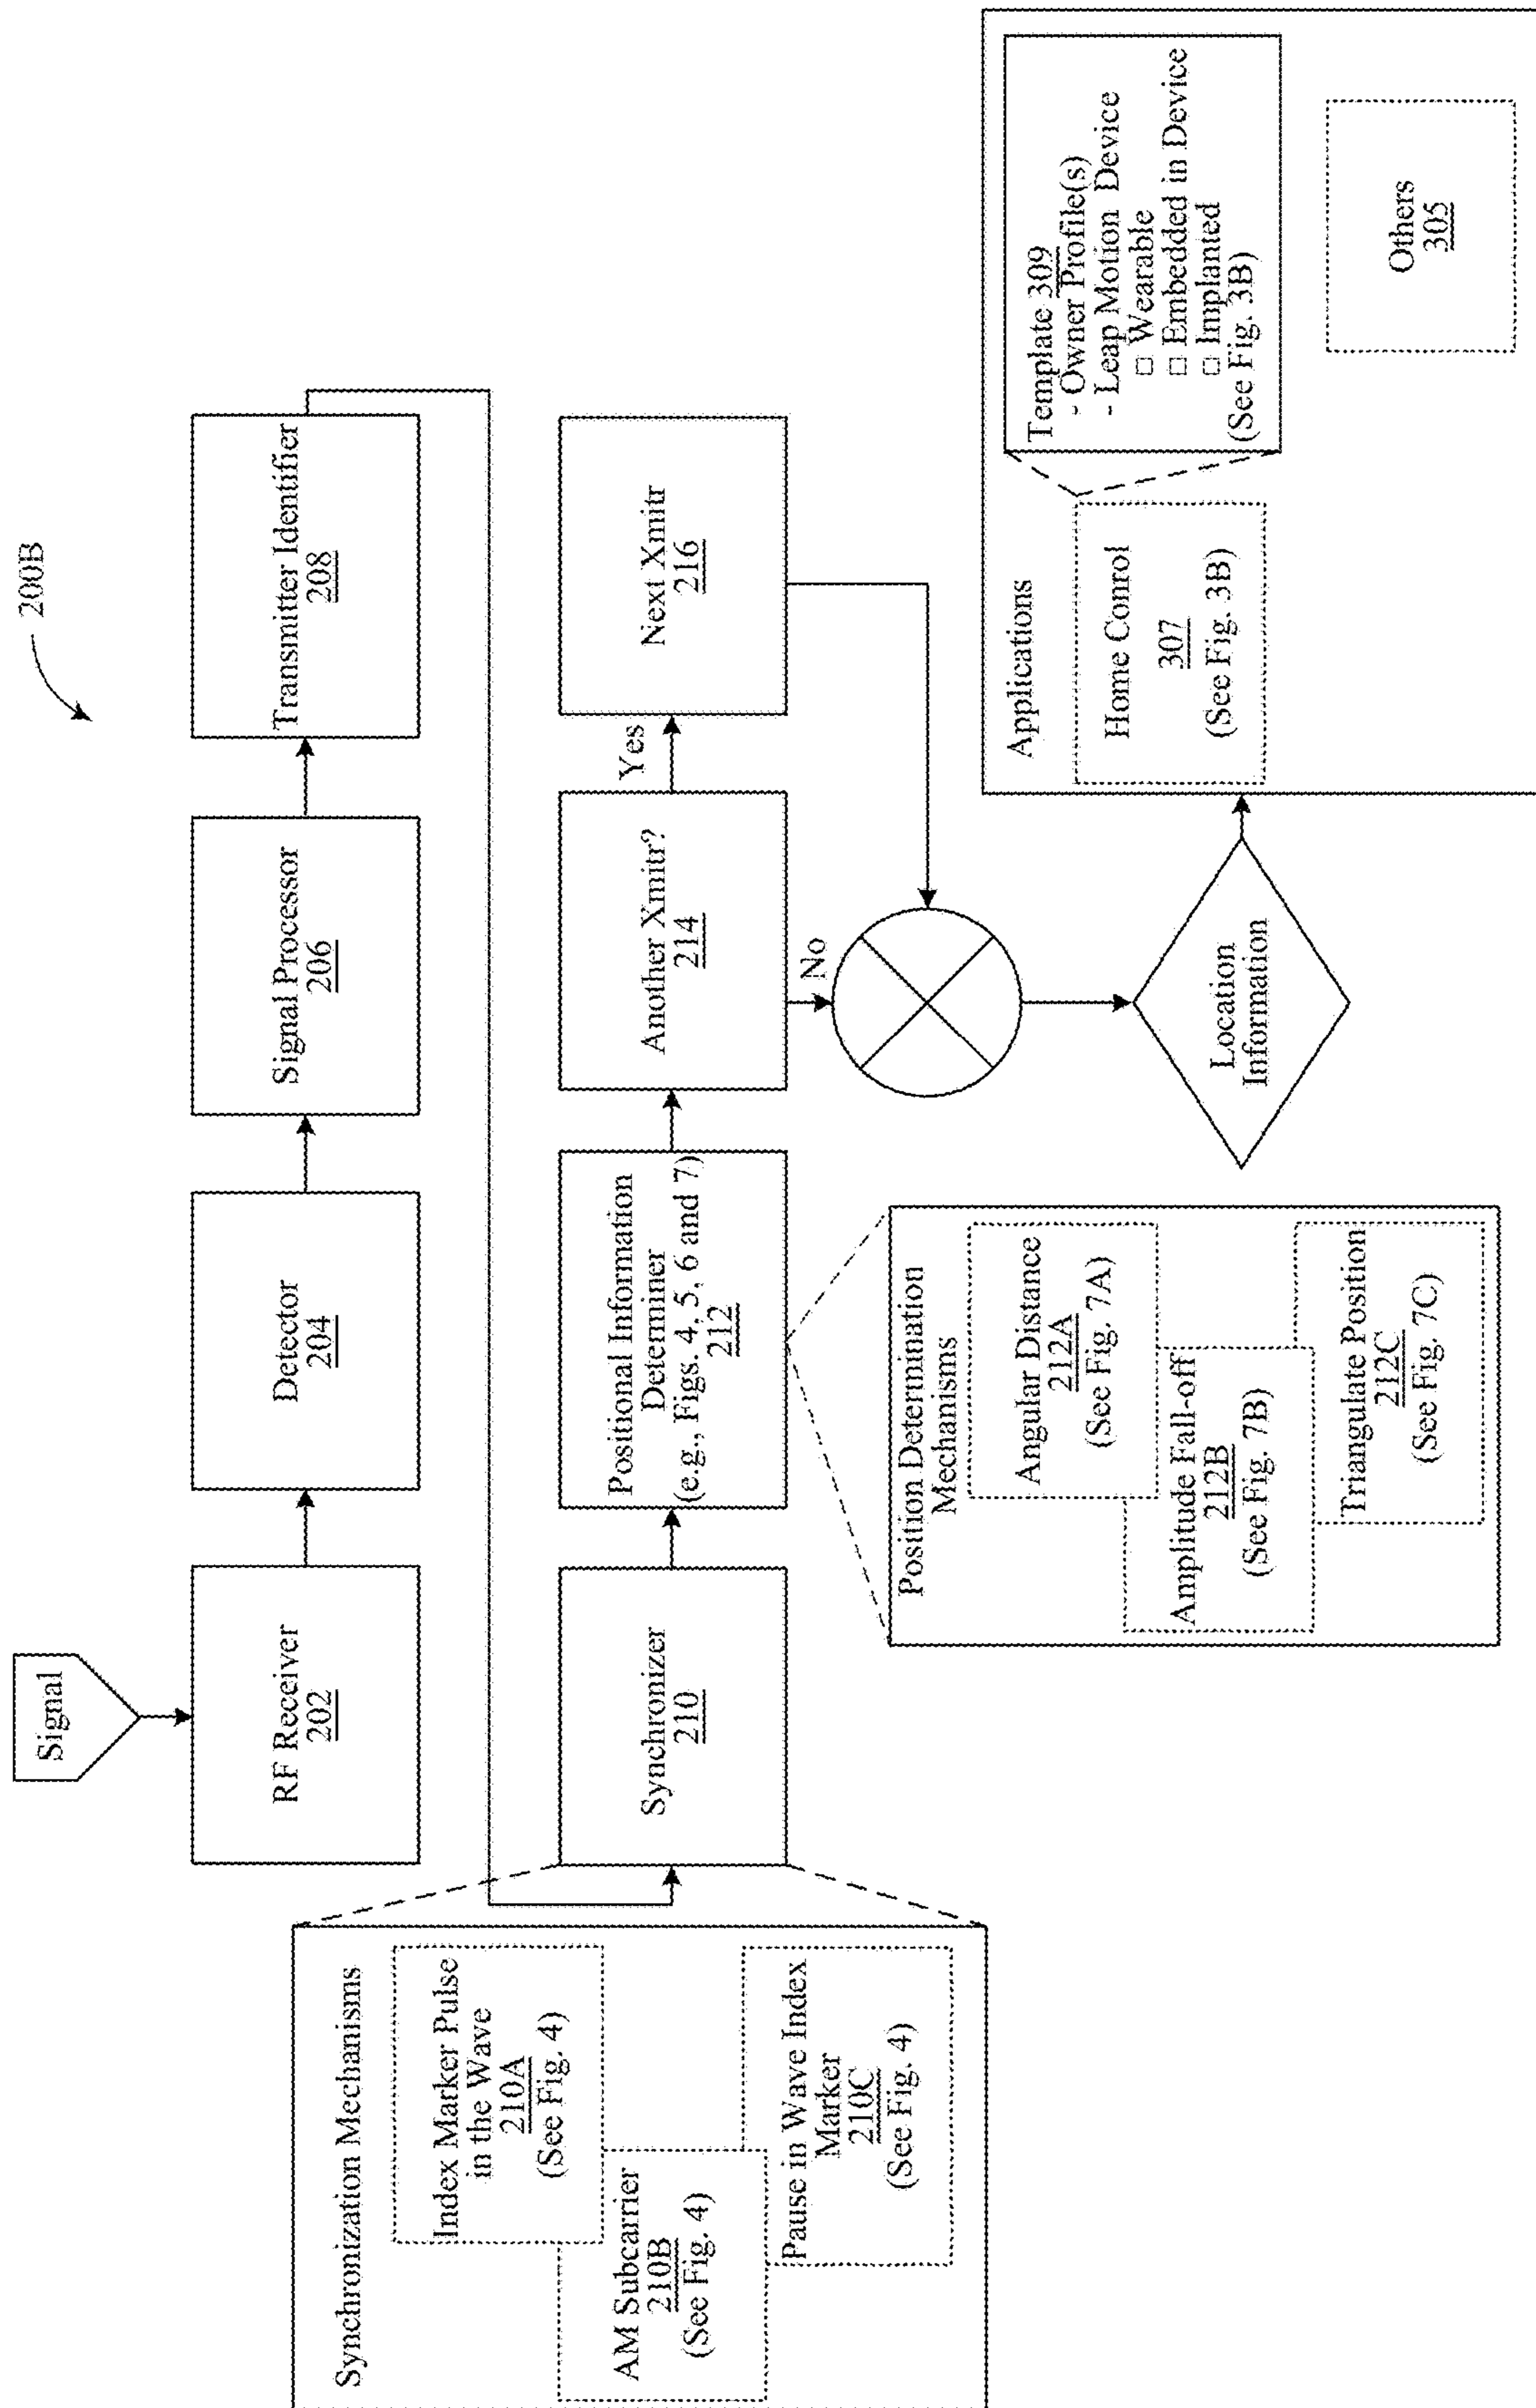 200B
Signal
RF Receiver
202
Detector
204
Signal Processor
206
Transmitter Identifier
208
Synchronization Mechanisms
Index Marker Pulse
in the Wave
210A
(See Fig. 4)
AM Subcarrier
210B
(See Fig. 4)
Pause in Wave Index
Marker
210C
(See Fig. 4)
Synchronizer
210
Positional Information
Determiner
(e.g., Figs. 4, 5, 6 and 7)
212
Another Xmitr?
214
Yes
Next Xmitr
216
No
Position Determination
Mechanisms
Angular Distance
212A
(See Fig. 7A)
Amplitude Fall-off
212B
(See Fig. 7B)
Triangulate Position
212C
(See Fig. 7C)
Location
Information
Applications
Home Conrol
307
(See Fig. 3B)
Template 309
- Owner Profile(s)
- Leap Motion Device
□ Wearable
□ Embedded in Device
□ Implanted
(See Fig. 3B)
Others
305